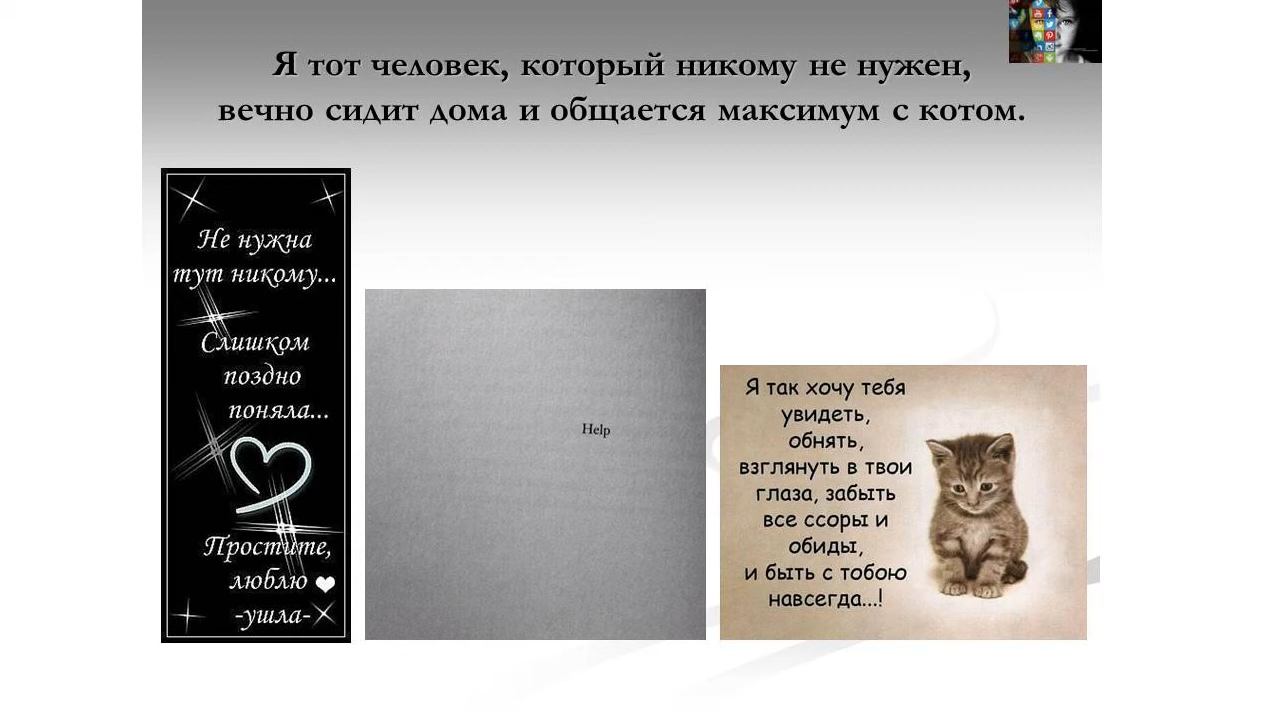 Я тот человек, который никому не нужен,
вечно сидит дома и общается максимум с котом.
Не нужна
тут никому...
Слишком
поздно
поняла...
Простите,
люблю
-ушла-
Help
Я так хочу тебя
увидеть,
обнять,
взглянуть в твои
глаза, забыть
все ссоры и
обиды,
и быть с тобою
навсегда...!